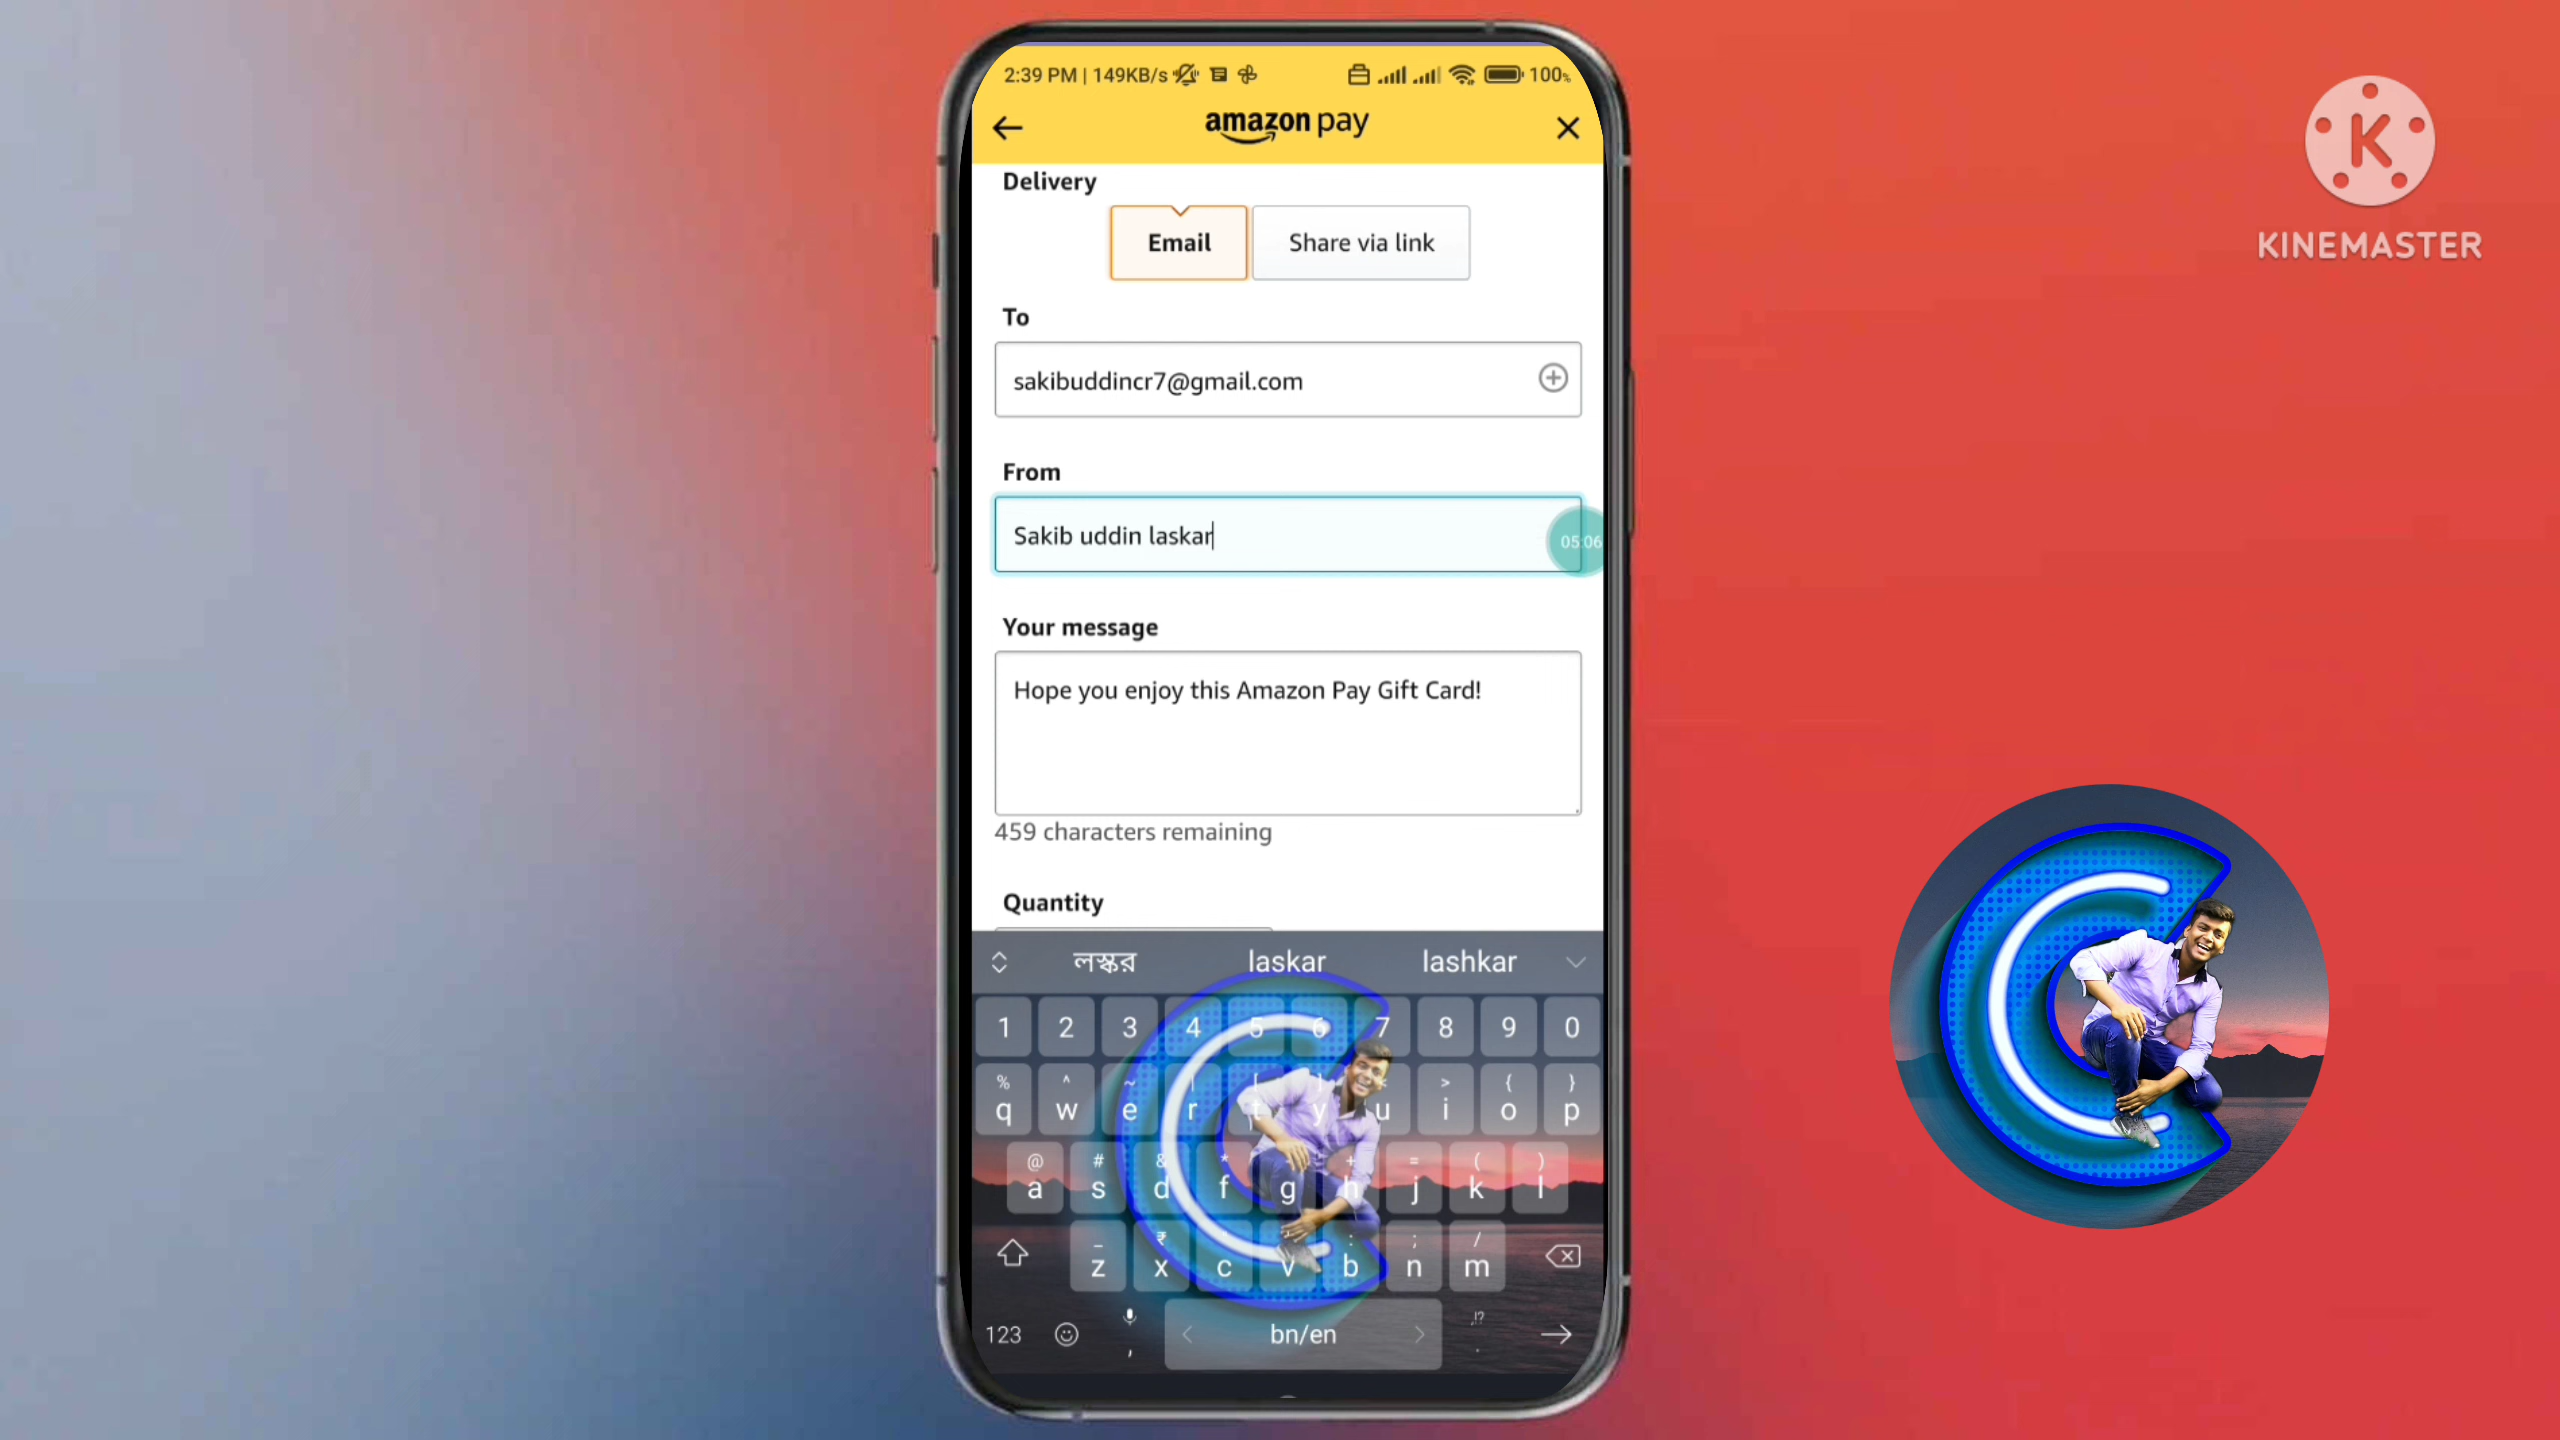 2:39 PM | 149KB/s 100%
amazon pay
KINEMASTER
Delivery
Email Share via link
To
sakibuddincr7@gmail.com
From
Sakib uddin laskar
05:06
Your message
Hope you enjoy this Amazon Pay Gift Card!
459 characters remaining
Quantity
লস্কর laskar lashkar
1 2 3 4 5 6 7 8 9 0
% ^ ~ | [ ] < > { }
q w e r t y u i o p
@ # & * - + = ( )
a s d f g h j k l
_ ₹ : ; /
z x c v b n m
!?
123 , bn/en .